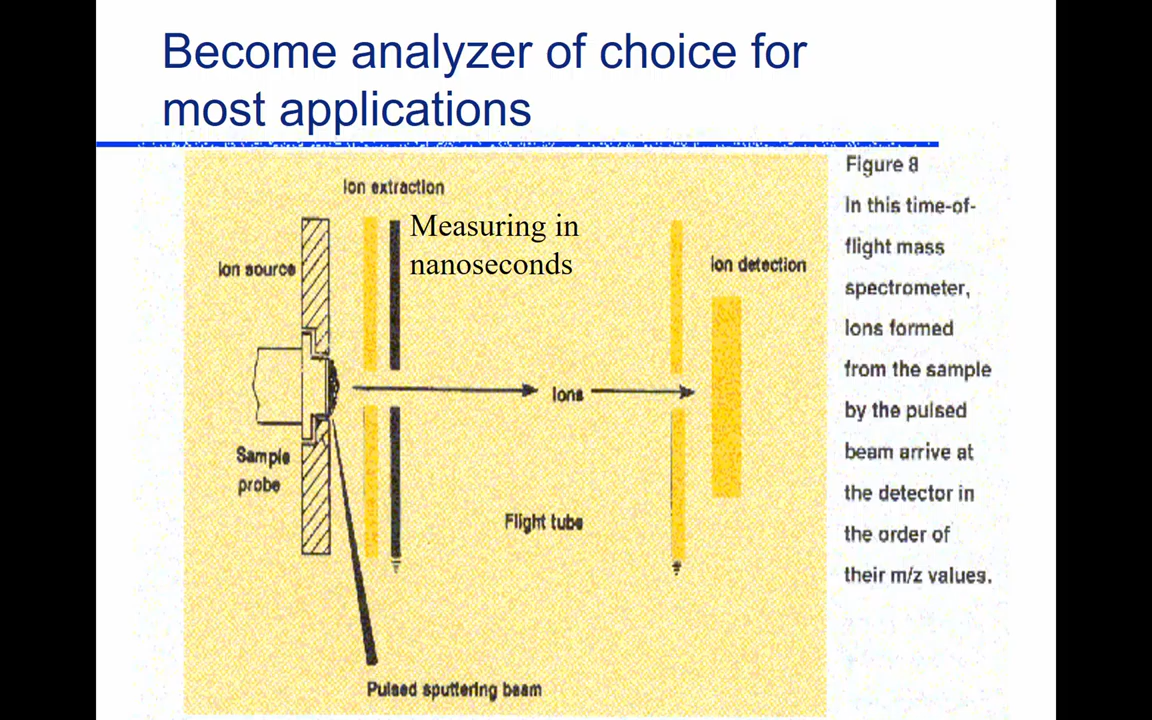 Become analyzer of choice for
most applications
Ion extraction
Measuring in
nanoseconds
Ion source
Ion detection
Ions
Sample
probe
Flight tube
Pulsed sputtering beam
Figure 8
In this time-of-
flight mass
spectrometer,
Ions formed
from the sample
by the pulsed
beam arrive at
the detector in
the order of
their m/z values.